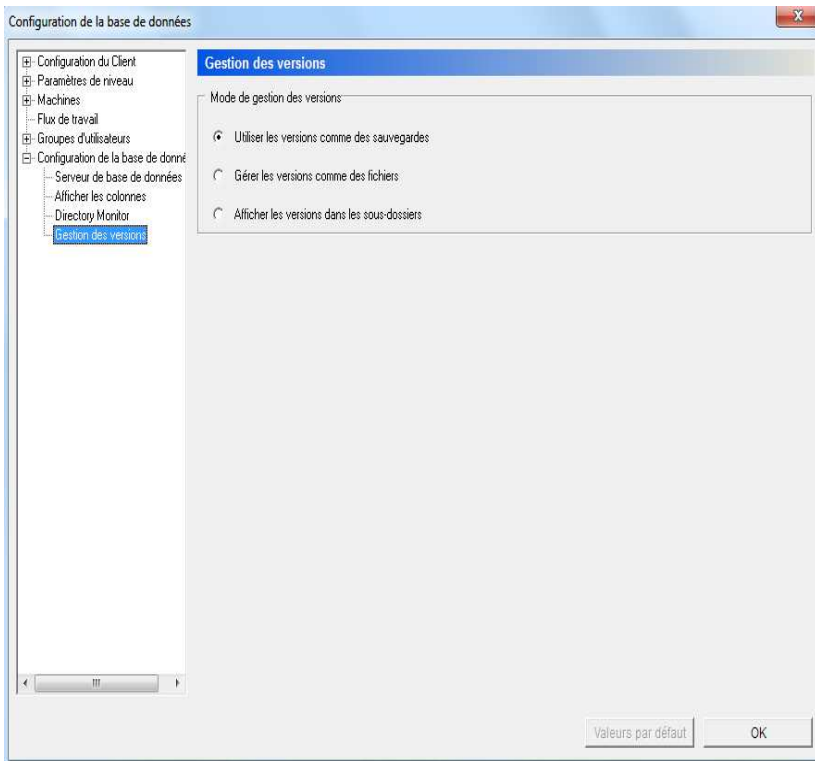 Configuration de la base de données
Configuration du Client
Paramètres de niveau
Machines
Flux de travail
Groupes d'utilisateurs
Configuration de la base de donné
Serveur de base de données
Afficher les colonnes
Directory Monitor
Gestion des versions
Gestion des versions
Mode de gestion des versions
Utiliser les versions comme des sauvegardes
Gérer les versions comme des fichiers
Afficher les versions dans les sous-dossiers
Valeurs par défaut
OK